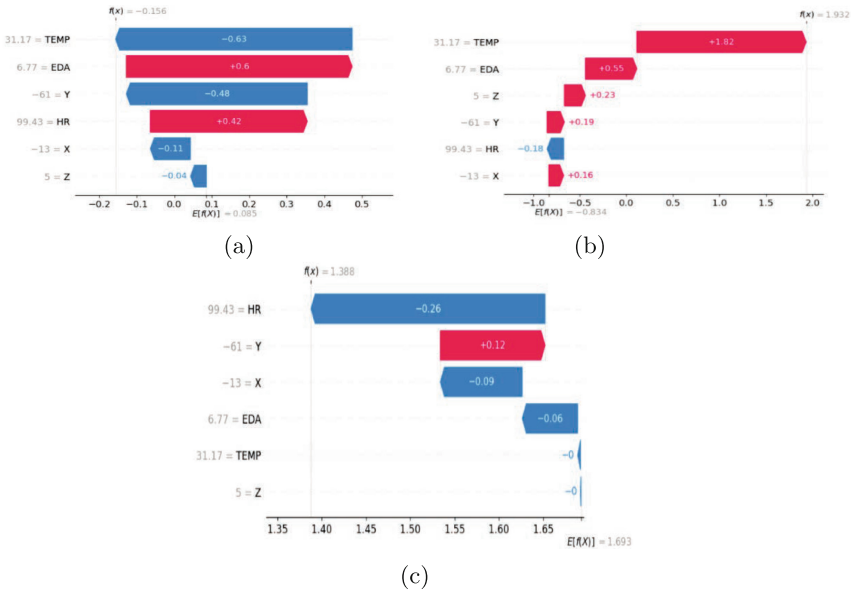 f(x) = −0.156
31.17 = TEMP
−0.63
6.77 = EDA
+0.6
−61 = Y
−0.48
99.43 = HR
+0.42
−13 = X
−0.11
5 = Z
−0.04
−0.2 −0.1 0.0 0.1 0.2 0.3 0.4 0.5
E[f(X)] = 0.085
(a)
f(x) = 1.932
31.17 = TEMP
+1.82
6.77 = EDA
+0.55
5 = Z
+0.23
−61 = Y
+0.19
99.43 = HR
−0.18
−13 = X
+0.16
−1.0 −0.5 0.0 0.5 1.0 1.5 2.0
E[f(X)] = −0.834
(b)
f(x) = 1.388
99.43 = HR
−0.26
−61 = Y
+0.12
−13 = X
−0.09
6.77 = EDA
−0.06
31.17 = TEMP
−0
5 = Z
−0
1.35 1.40 1.45 1.50 1.55 1.60 1.65
E[f(X)] = 1.693
(c)